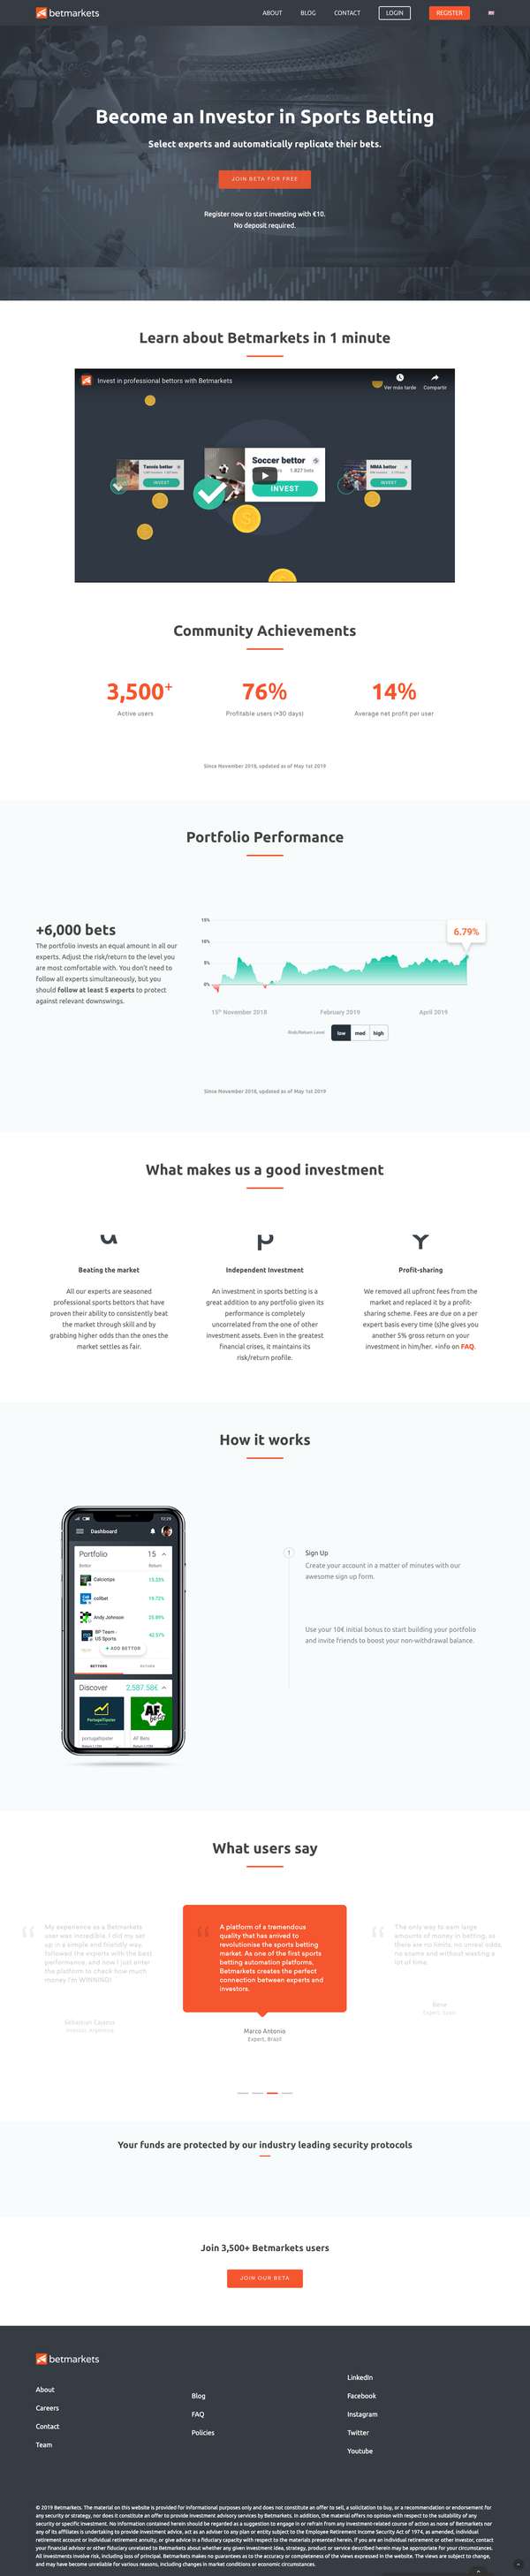 betmarkets
ABOUT BLOG CONTACT LOGIN REGISTER
Become an Investor in Sports Betting
Select experts and automatically replicate their bets.
JOIN BETA FOR FREE
Register now to start investing with €10.
No deposit required.
Learn about Betmarkets in 1 minute
Invest in professional bettors with Betmarkets
Ver más tarde Compartir
Tennis bettor
INVEST
Soccer bettor
1.827 bets
INVEST
MMA bettor
INVEST
Community Achievements
3,500+ 76% 14%
Active users Profitable users (+30 days) Average net profit per user
Since November 2018, updated as of May 1st 2019
Portfolio Performance
+6,000 bets
The portfolio invests an equal amount in all our
experts. Adjust the risk/return to the level you
are most comfortable with. You don't need to
follow all experts simultaneously, but you
should follow at least 5 experts to protect
against relevant downswings.
15%
10%
5%
0%
6.79%
15th November 2018 February 2019 April 2019
Risk/Return Level low med high
Since November 2018, updated as of May 1st 2019
What makes us a good investment
Beating the market
All our experts are seasoned
professional sports bettors that have
proven their ability to consistently beat
the market through skill and by
grabbing higher odds than the ones the
market settles as fair.
Independent Investment
An investment in sports betting is a
great addition to any portfolio given its
performance is completely
uncorrelated from the one of other
investment assets. Even in the greatest
financial crises, it maintains its
risk/return profile.
Profit-sharing
We removed all upfront fees from the
market and replaced it by a profit-
sharing scheme. Fees are due on a per
expert basis every time (s)he gives you
another 5% gross return on your
investment in him/her. +info on FAQ.
How it works
Dashboard
Portfolio 15
Bettor Return
Calciotips 15.23%
collbet 19.72%
Andy Johnson 25.89%
BP Team -
US Sports 42.57%
+ ADD BETTOR
BETTORS
Discover 2,587.58€
PortugalTipster
AF
Bets
portugaltipster AF Bets
1 Sign Up
Create your account in a matter of minutes with our
awesome sign up form.
Use your 10€ initial bonus to start building your portfolio
and invite friends to boost your non-withdrawal balance.
What users say
My experience as a Betmarkets
user was incredible. I did my set
up in a simple and friendly way,
followed the experts with the best
performance, and now I just enter
the platform to check how much
money I'm WINNING!
Investor, Argentina
A platform of a tremendous
quality that has arrived to
revolutionise the sports betting
market. As one of the first sports
betting automation platforms,
Betmarkets creates the perfect
connection between experts and
investors.
Marco Antonio
Expert, Brazil
The only way to earn large
amounts of money in betting, as
there are no limits, no unreal odds,
no scams and without wasting a
lot of time.
Your funds are protected by our industry leading security protocols
Join 3,500+ Betmarkets users
JOIN OUR BETA
betmarkets
About
Careers
Contact
Team
Blog
FAQ
Policies
LinkedIn
Facebook
Instagram
Twitter
Youtube
© 2019 Betmarkets. The material on this website is provided for informational purposes only and does not constitute an offer to sell, a solicitation to buy, or a recommendation or endorsement for
any security or strategy, nor does it constitute an offer to provide investment advisory services by Betmarkets. In addition, the material offers no opinion with respect to the suitability of any
security or specific investment. No information contained herein should be regarded as a suggestion to engage in or refrain from any investment-related course of action as none of Betmarkets nor
any of its affiliates is undertaking to provide investment advice, act as an adviser to any plan or entity subject to the Employee Retirement Income Security Act of 1974, as amended, individual
retirement account or individual retirement annuity, or give advice in a fiduciary capacity with respect to the materials presented herein. If you are an individual retirement or other investor, contact
your financial advisor or other fiduciary unrelated to Betmarkets about whether any given investment idea, strategy, product or service described herein may be appropriate for your circumstances.
All investments involve risk, including loss of principal. Betmarkets makes no guarantees as to the accuracy or completeness of the views expressed in the website. The views are subject to change,
and may have become unreliable for various reasons, including changes in market conditions or economic circumstances.